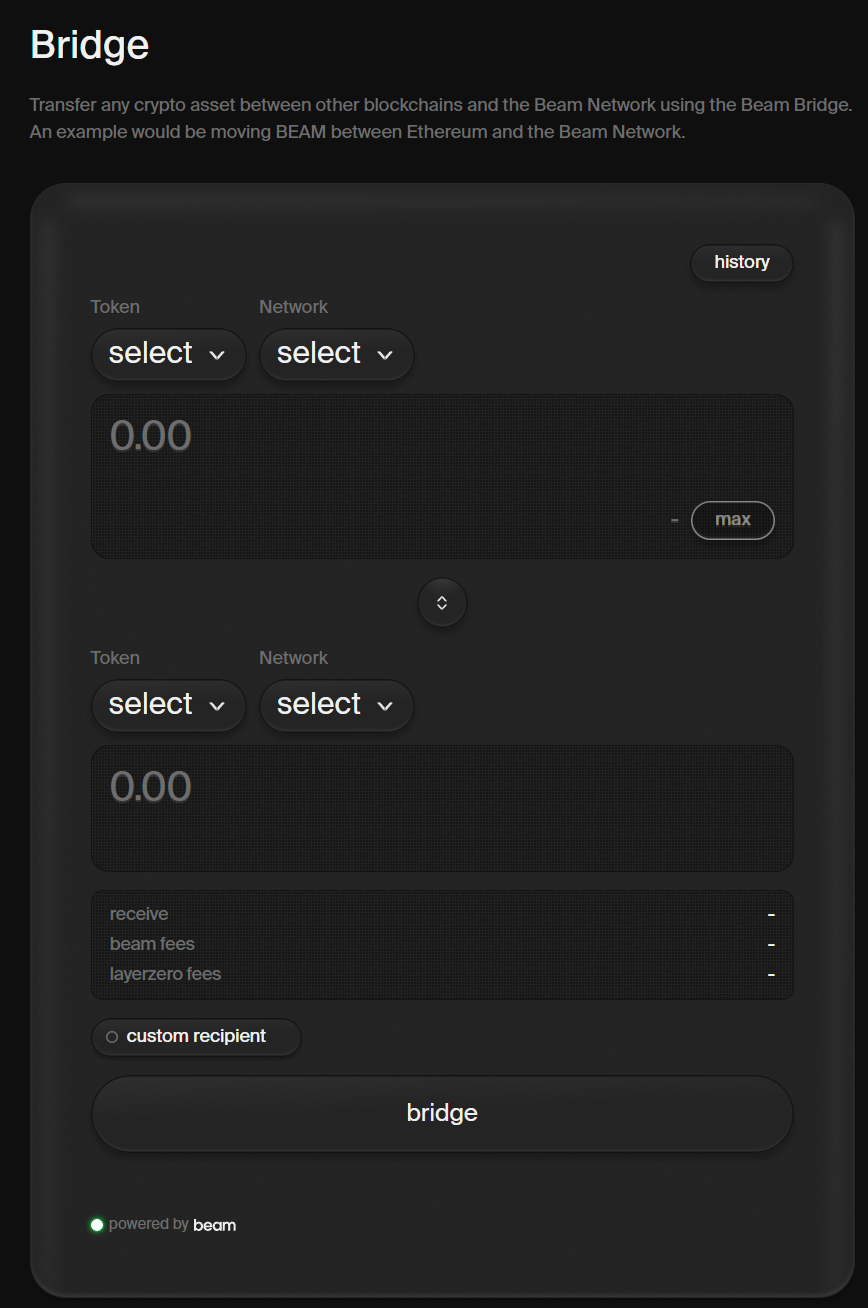 Bridge
Transfer any crypto asset between other blockchains and the Beam Network using the Beam Bridge.
An example would be moving BEAM between Ethereum and the Beam Network.
history
Token Network
select select
0.00
- max
Token Network
select select
0.00
receive -
beam fees -
layerzero fees -
custom recipient
bridge
powered by beam